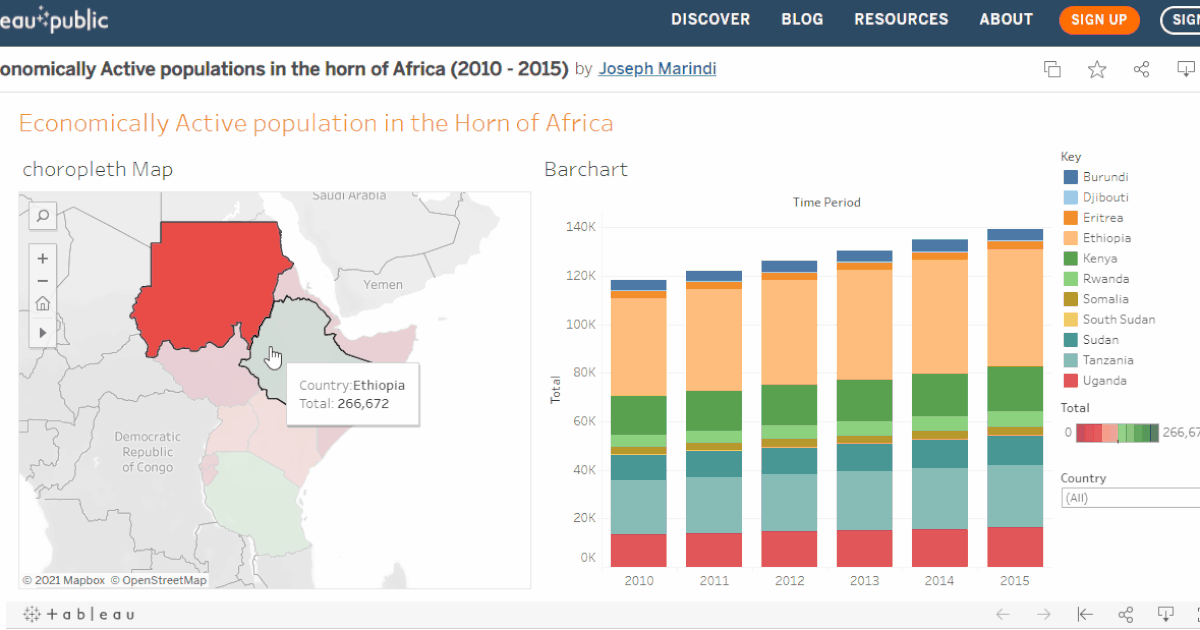 eau public
DISCOVER BLOG RESOURCES ABOUT SIGN UP SIGN
onomically Active populations in the horn of Africa (2010 - 2015) by Joseph Marindi
Economically Active population in the Horn of Africa
choropleth Map
Saudi Arabia
Yemen
Country:Ethiopia
Total: 266,672
Democratic
Republic
of Congo
© 2021 Mapbox © OpenStreetMap
Barchart
Time Period
Total
140K
120K
100K
80K
60K
40K
20K
0K
2010 2011 2012 2013 2014 2015
Key
Burundi
Djibouti
Eritrea
Ethiopia
Kenya
Rwanda
Somalia
South Sudan
Sudan
Tanzania
Uganda
Total
0 266,67
Country
(All)
+ a b l e a u